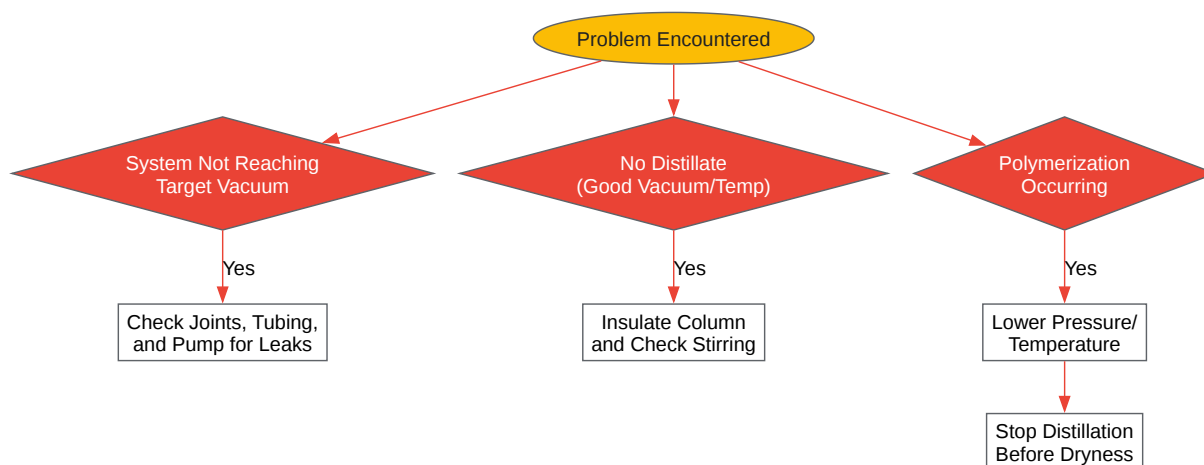 Problem Encountered
System Not Reaching
Target Vacuum
No Distillate
(Good Vacuum/Temp)
Polymerization
Occurring
Yes
Yes
Yes
Check Joints, Tubing,
and Pump for Leaks
Insulate Column
and Check Stirring
Lower Pressure/
Temperature
Stop Distillation
Before Dryness